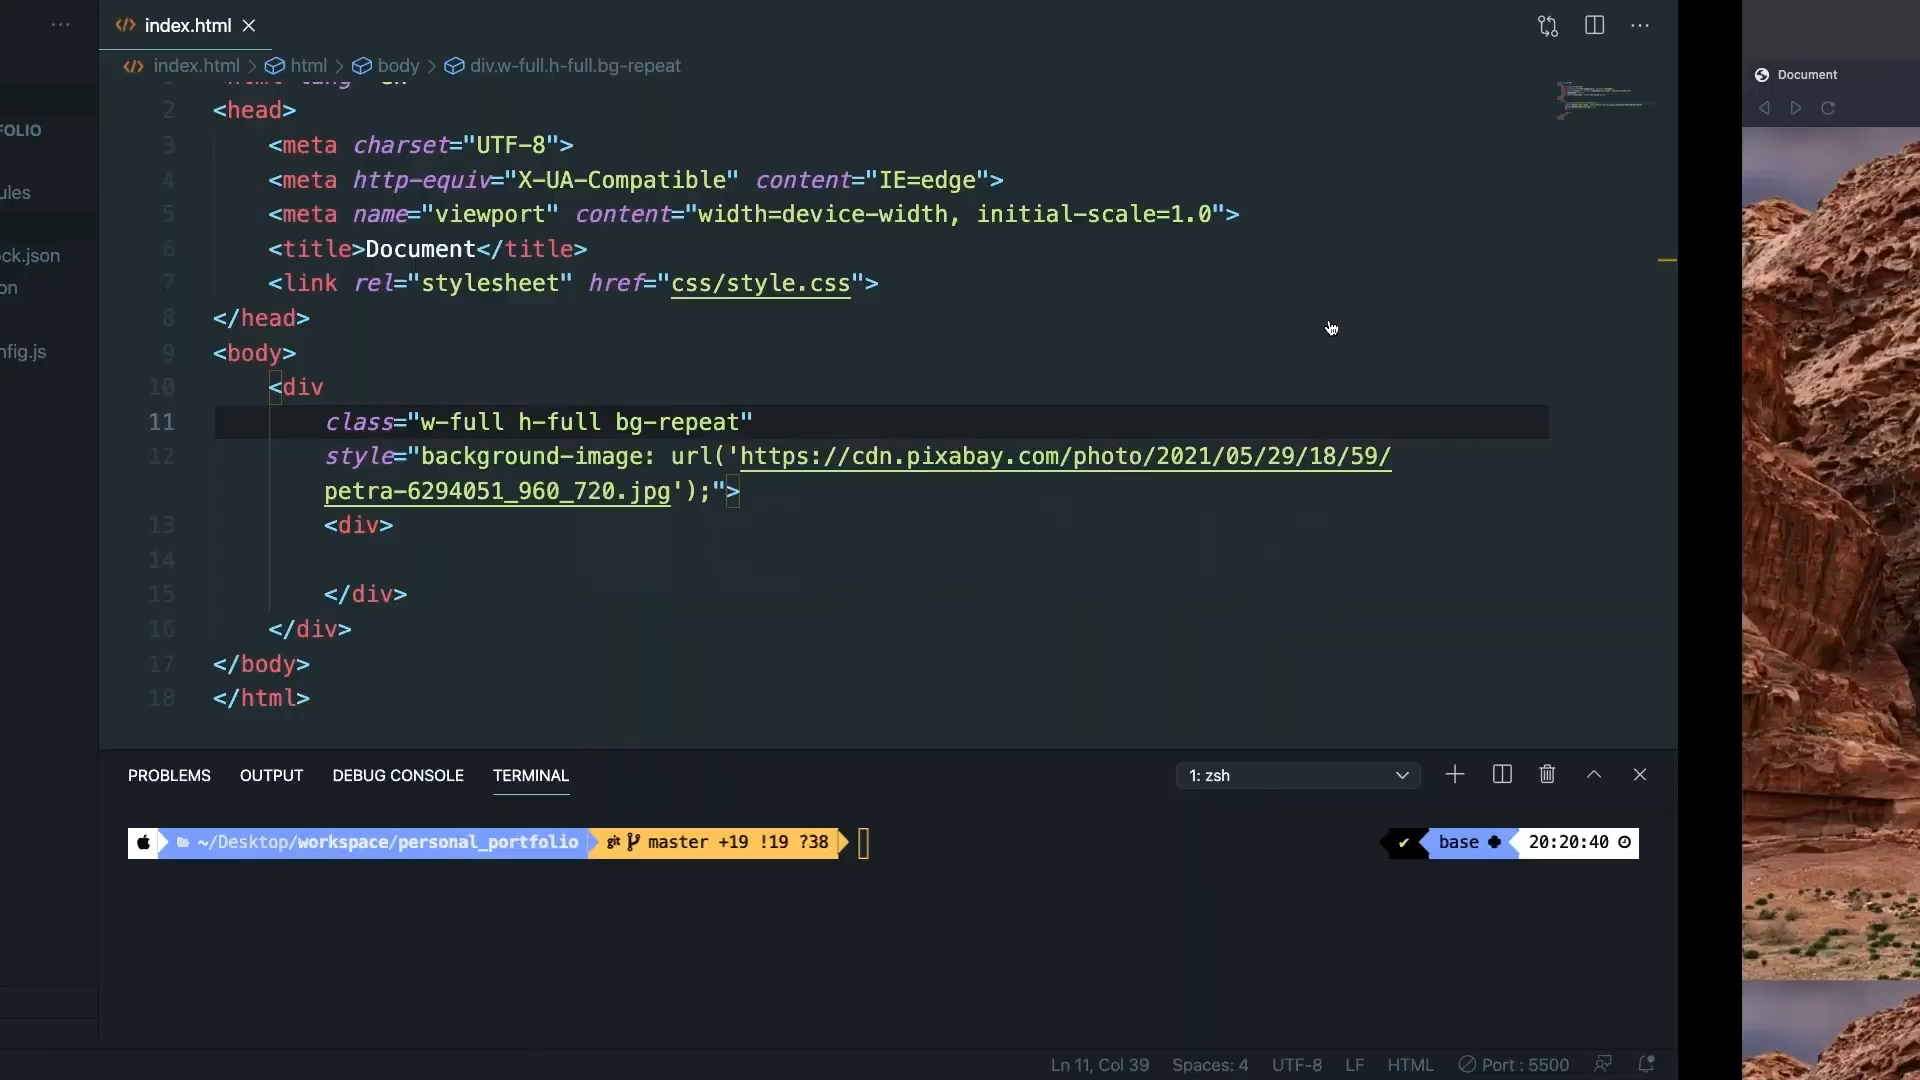 index.html
index.html > html > body > div.w-full.h-full.bg-repeat
2 <head>
3 <meta charset="UTF-8">
4 <meta http-equiv="X-UA-Compatible" content="IE=edge">
5 <meta name="viewport" content="width=device-width, initial-scale=1.0">
6 <title>Document</title>
7 <link rel="stylesheet" href="css/style.css">
8 </head>
9 <body>
10 <div
11 class="w-full h-full bg-repeat"
12 style="background-image: url('https://cdn.pixabay.com/photo/2021/05/29/18/59/
petra-6294051_960_720.jpg');">
13 <div>
14
15 </div>
16 </div>
17 </body>
18 </html>
FOLIO
ules
ck.json
on
nfig.js
PROBLEMS OUTPUT DEBUG CONSOLE TERMINAL 1: zsh
~/Desktop/workspace/personal_portfolio git master +19 !19 ?38 ✔ base 20:20:40
Ln 11, Col 39 Spaces: 4 UTF-8 LF HTML Port : 5500
Document